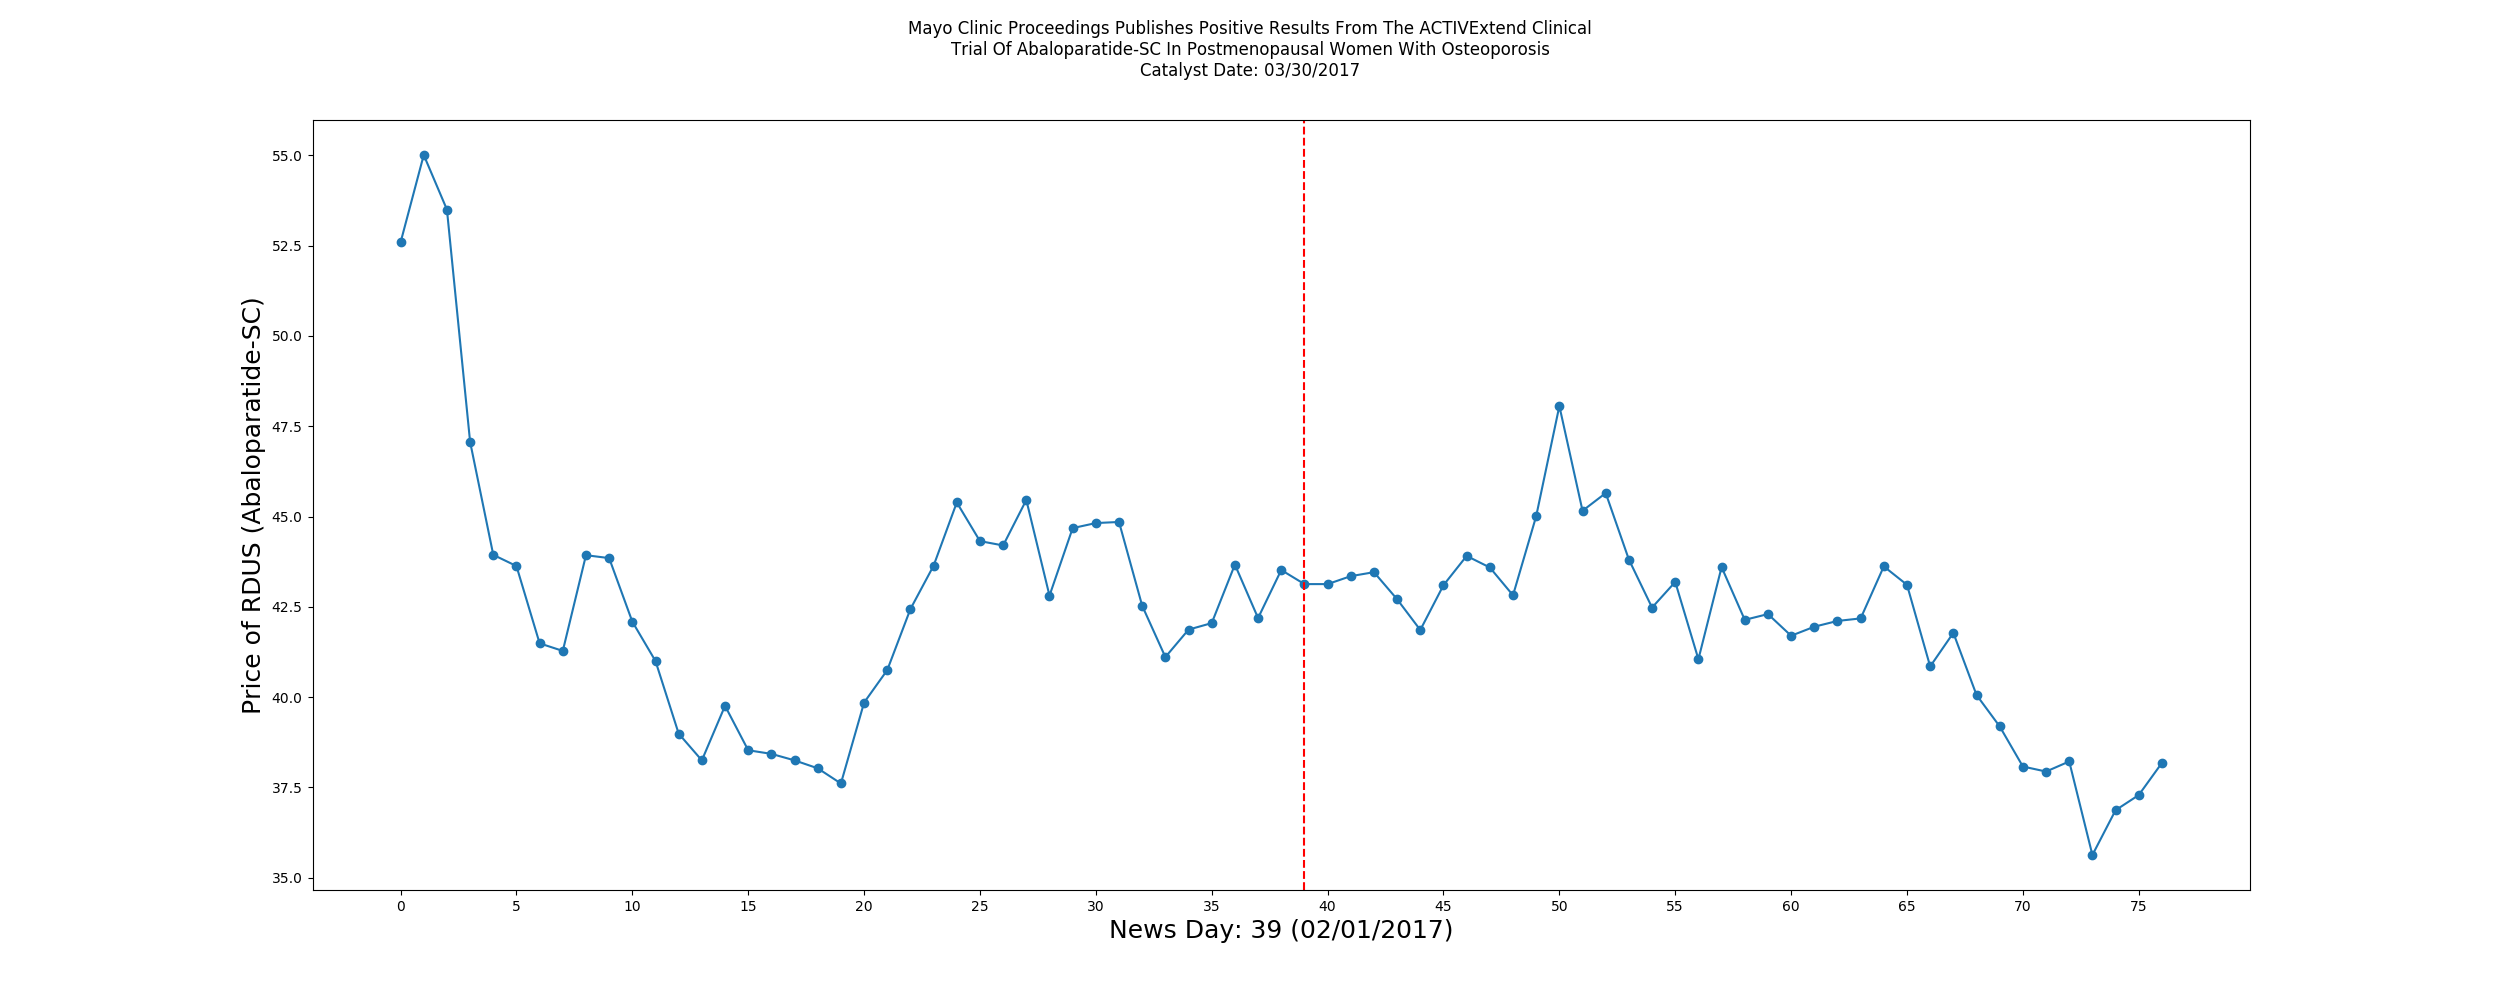 Mayo Clinic Proceedings Publishes Positive Results From The ACTIVExtend Clinical
Trial Of Abaloparatide-SC In Postmenopausal Women With Osteoporosis
Catalyst Date: 03/30/2017
Price of RDUS (Abaloparatide-SC)
55.0
52.5
50.0
47.5
45.0
42.5
40.0
37.5
35.0
0 5 10 15 20 25 30 35 40 45 50 55 60 65 70 75
News Day: 39 (02/01/2017)